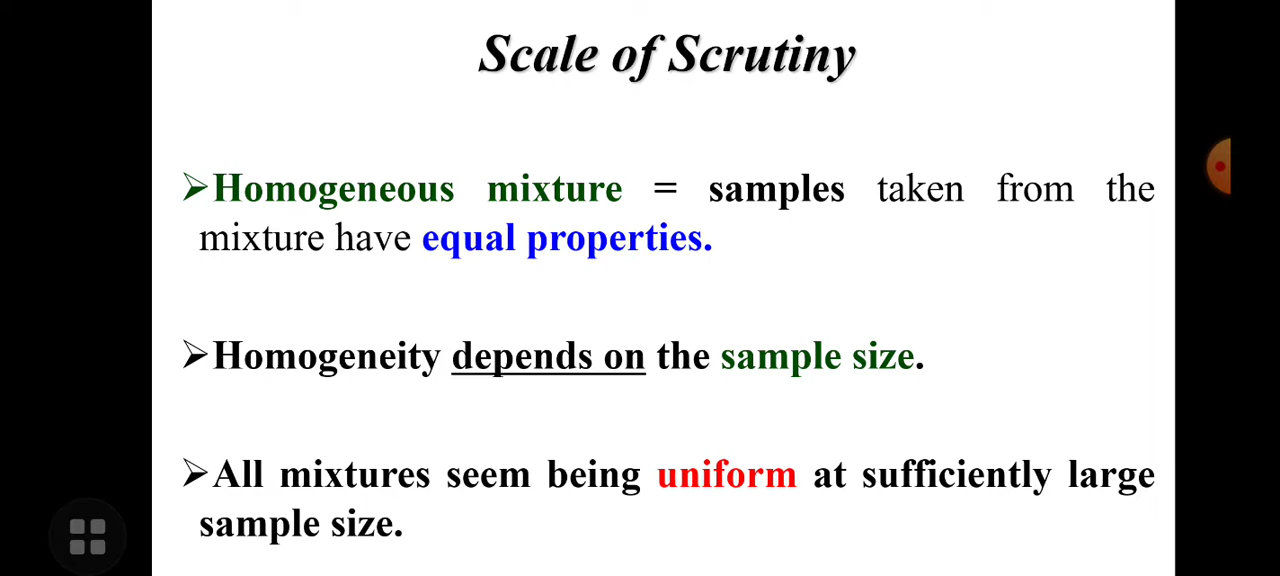 Scale of Scrutiny
➢Homogeneous mixture = samples taken from the
mixture have equal properties.
➢Homogeneity depends on the sample size.
➢All mixtures seem being uniform at sufficiently large
sample size.